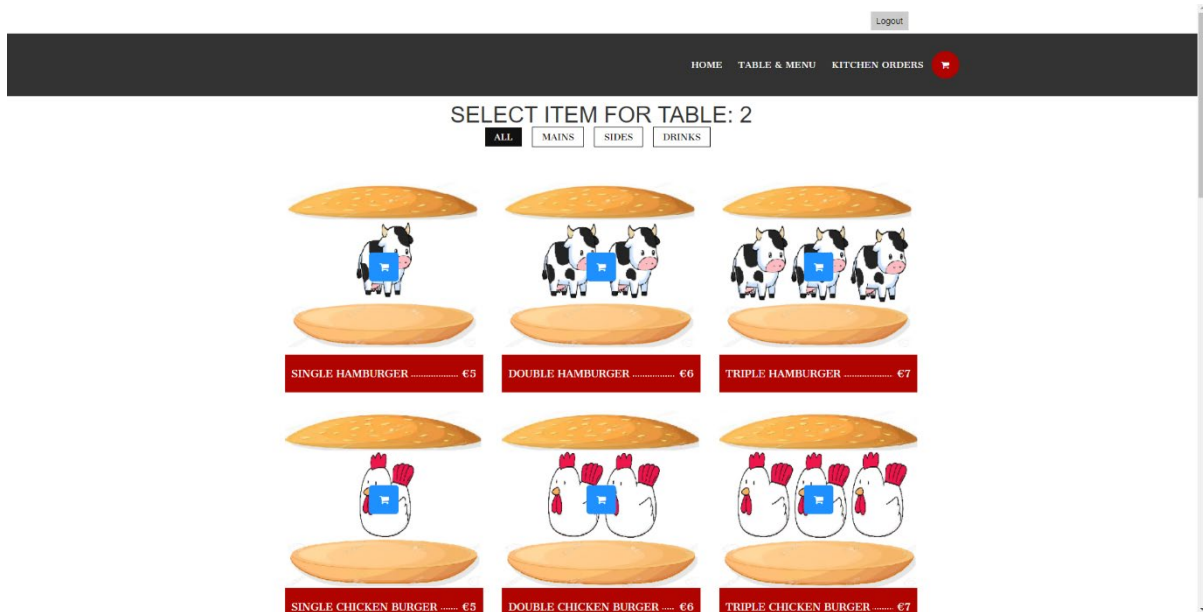 Logout
HOME TABLE & MENU KITCHEN ORDERS
SELECT ITEM FOR TABLE: 2
ALL MAINS SIDES DRINKS
SINGLE HAMBURGER ................... €5
DOUBLE HAMBURGER ................. €6
TRIPLE HAMBURGER ................... €7
SINGLE CHICKEN BURGER ....... €5
DOUBLE CHICKEN BURGER ..... €6
TRIPLE CHICKEN BURGER ........ €7